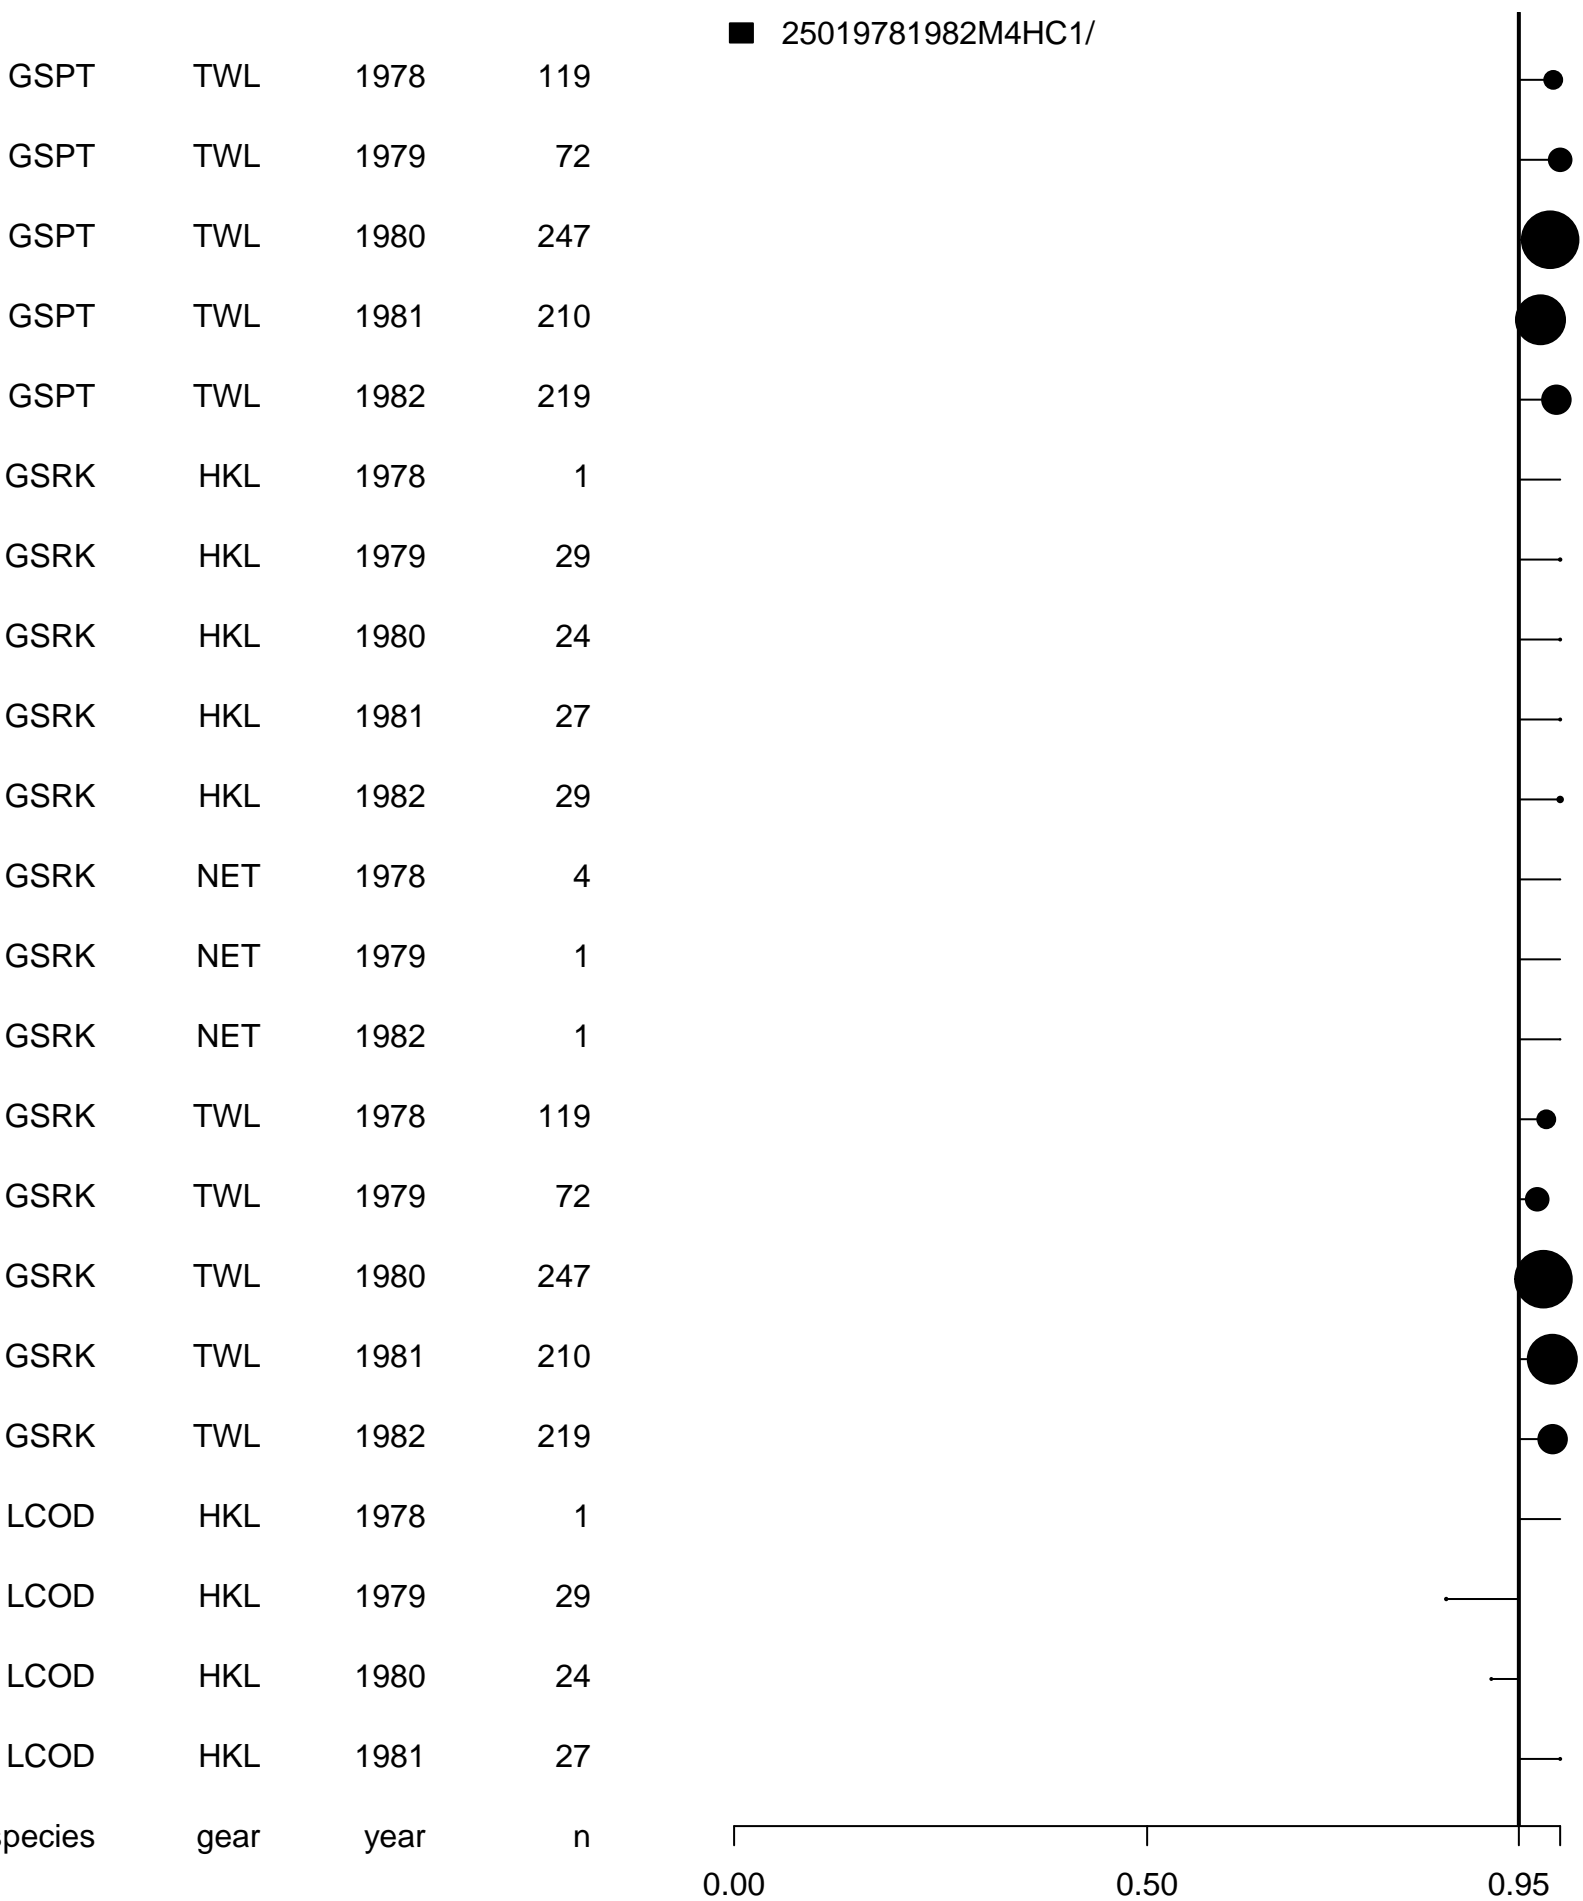 25019781982M4HC1/
GSPT TWL 1978 119
GSPT TWL 1979 72
GSPT TWL 1980 247
GSPT TWL 1981 210
GSPT TWL 1982 219
GSRK HKL 1978 1
GSRK HKL 1979 29
GSRK HKL 1980 24
GSRK HKL 1981 27
GSRK HKL 1982 29
GSRK NET 1978 4
GSRK NET 1979 1
GSRK NET 1982 1
GSRK TWL 1978 119
GSRK TWL 1979 72
GSRK TWL 1980 247
GSRK TWL 1981 210
GSRK TWL 1982 219
LCOD HKL 1978 1
LCOD HKL 1979 29
LCOD HKL 1980 24
LCOD HKL 1981 27
species gear year n
0.00 0.50 0.95